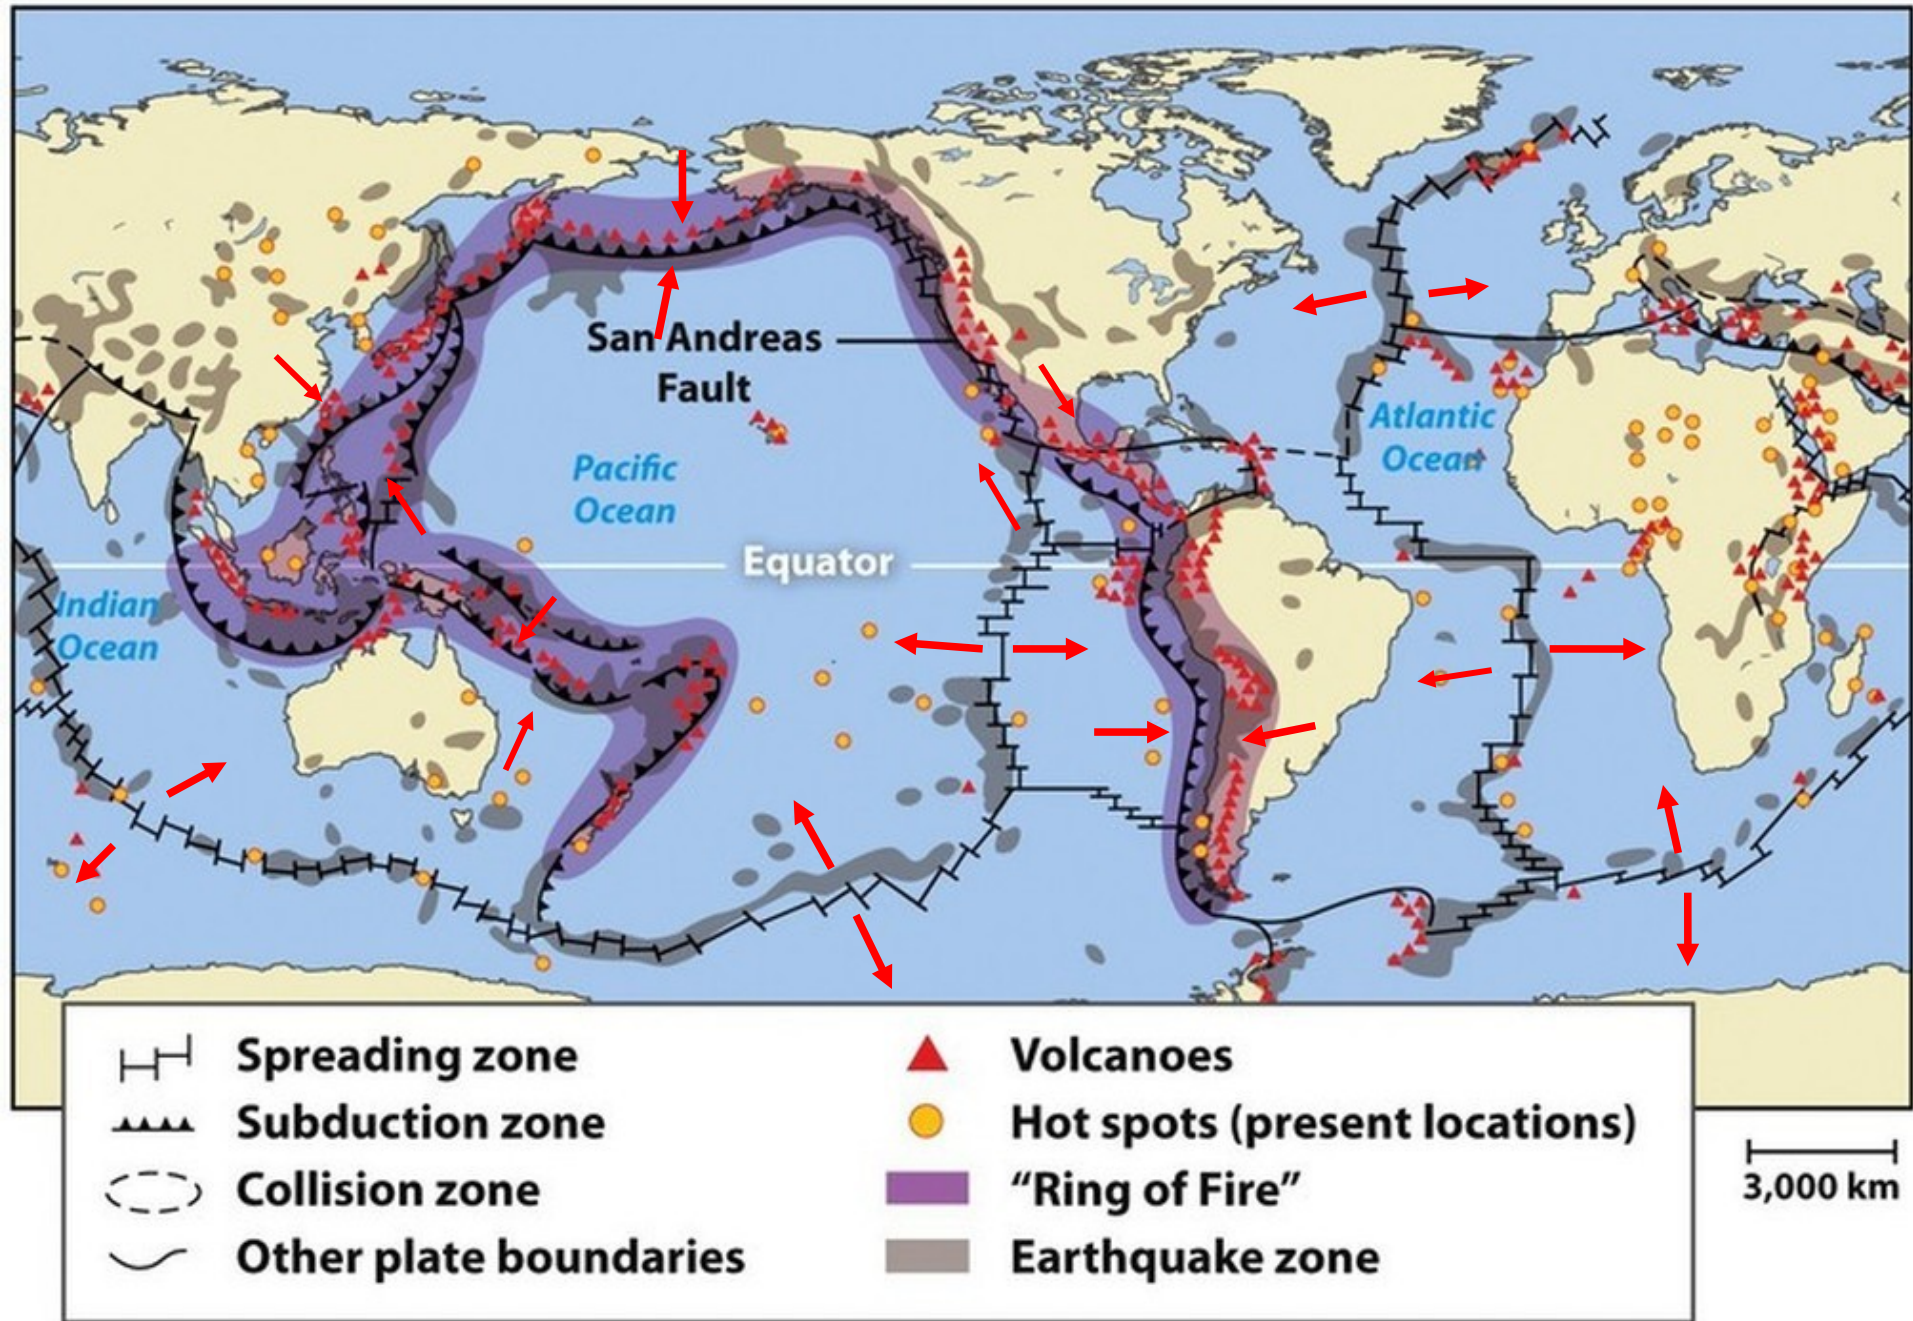 San Andreas
Fault
Pacific
Ocean
Atlantic
Ocean
Equator
Indian
Ocean
Spreading zone
Subduction zone
Collision zone
Other plate boundaries
Volcanoes
Hot spots (present locations)
“Ring of Fire”
Earthquake zone
3,000 km